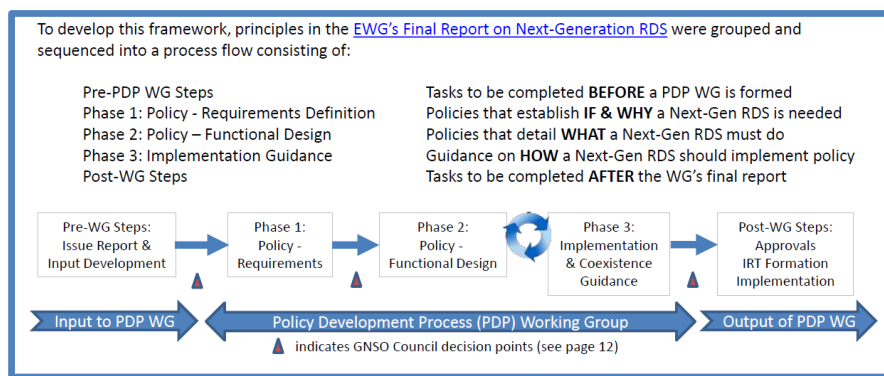 To develop this framework, principles in the EWG's Final Report on Next-Generation RDS were grouped and
sequenced into a process flow consisting of:
Pre-PDP WG Steps Tasks to be completed BEFORE a PDP WG is formed
Phase 1: Policy - Requirements Definition Policies that establish IF & WHY a Next-Gen RDS is needed
Phase 2: Policy – Functional Design Policies that detail WHAT a Next-Gen RDS must do
Phase 3: Implementation Guidance Guidance on HOW a Next-Gen RDS should implement policy
Post-WG Steps Tasks to be completed AFTER the WG's final report
Pre-WG Steps:
Issue Report &
Input Development
Phase 1:
Policy -
Requirements
Phase 2:
Policy -
Functional Design
Phase 3:
Implementation
& Coexistence
Guidance
Post-WG Steps:
Approvals
IRT Formation
Implementation
Input to PDP WG
Policy Development Process (PDP) Working Group
Output of PDP WG
indicates GNSO Council decision points (see page 12)